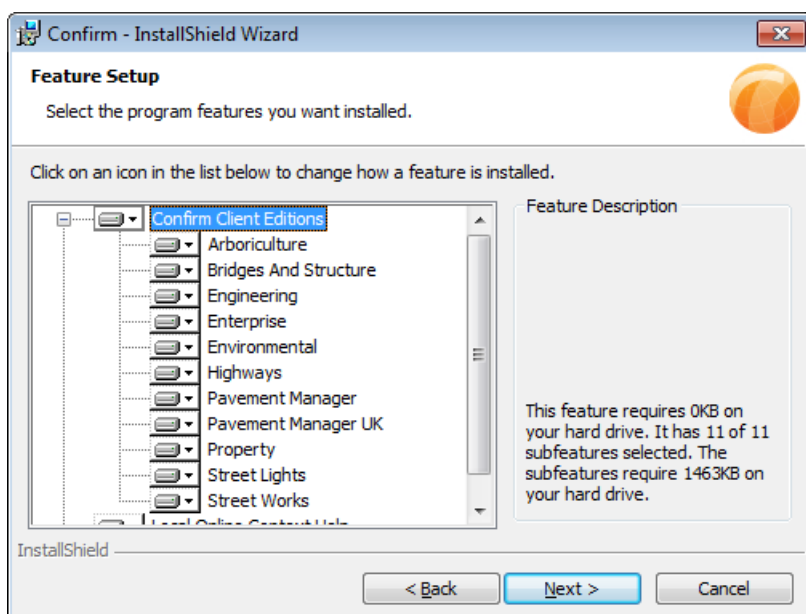 Confirm - InstallShield Wizard
Feature Setup
Select the program features you want installed.
Click on an icon in the list below to change how a feature is installed.
Confirm Client Editions
Arboriculture
Bridges And Structure
Engineering
Enterprise
Environmental
Highways
Pavement Manager
Pavement Manager UK
Property
Street Lights
Street Works
Local Online Context Help
Feature Description
This feature requires 0KB on
your hard drive. It has 11 of 11
subfeatures selected. The
subfeatures require 1463KB on
your hard drive.
InstallShield
< Back
Next >
Cancel